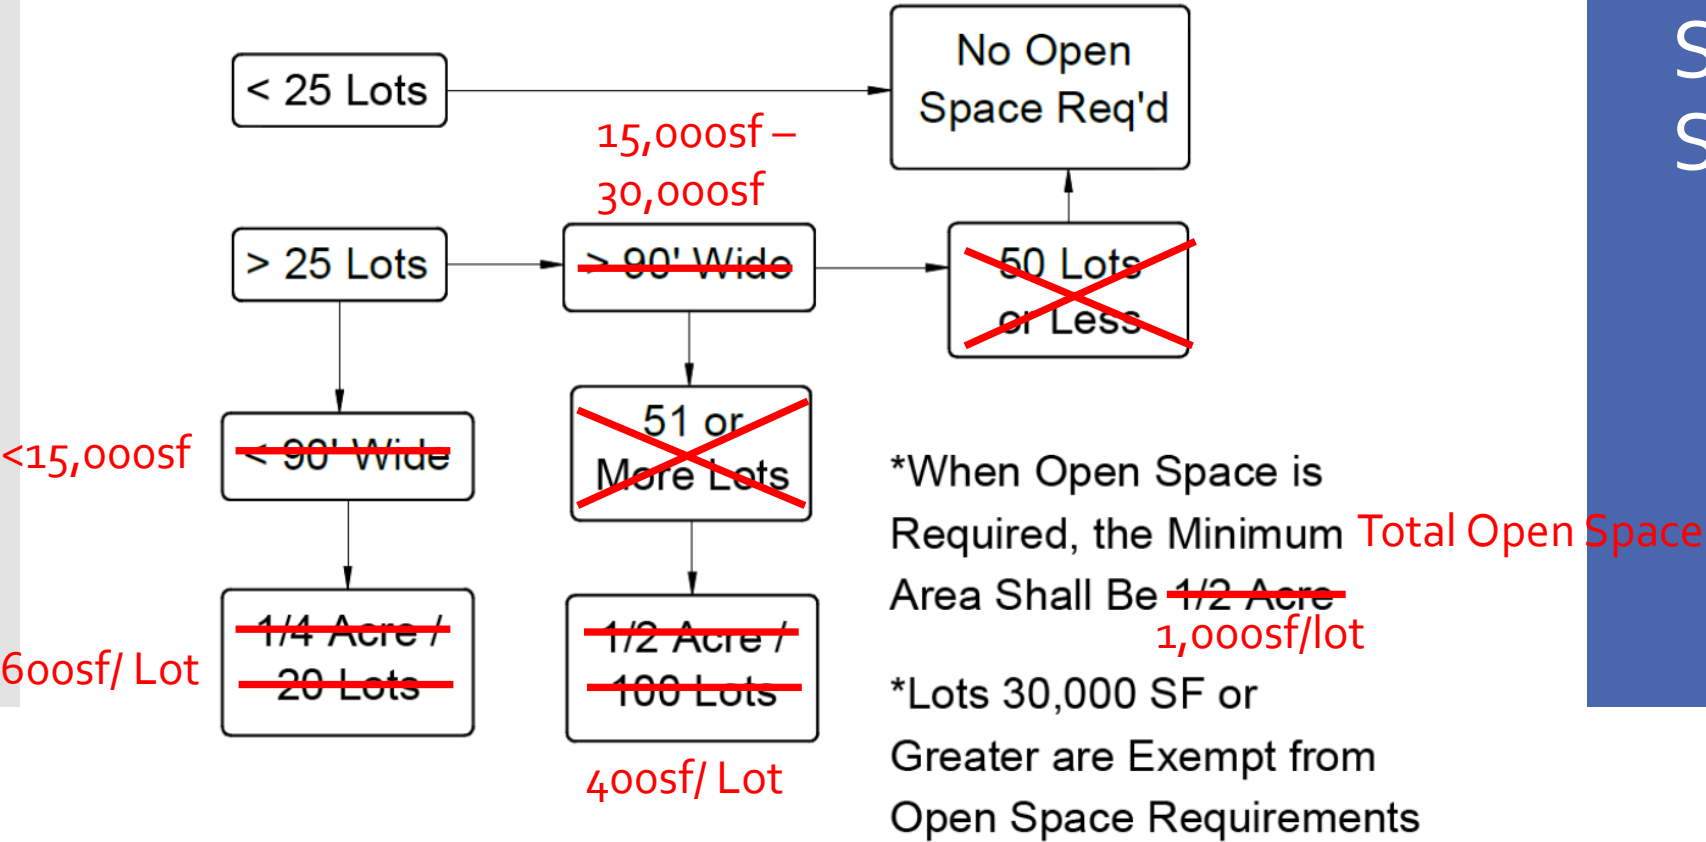 < 25 Lots
No Open
Space Req'd
15,000sf –
30,000sf
> 25 Lots
> 90' Wide
50 Lots
or Less
<15,000sf
< 90' Wide
51 or
More Lots
600sf/ Lot
1/4 Acre /
20 Lots
1/2 Acre /
100 Lots
400sf/ Lot
*When Open Space is
Required, the Minimum Total Open Space
Area Shall Be 1/2 Acre
1,000sf/lot
*Lots 30,000 SF or
Greater are Exempt from
Open Space Requirements
S
S